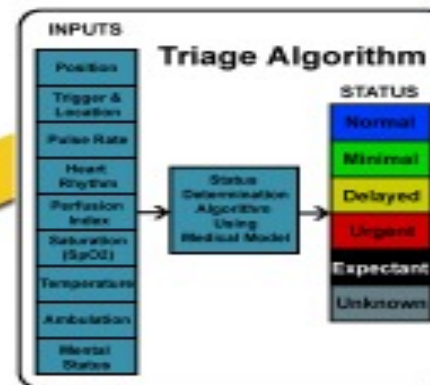 INPUTS
Triage Algorithm
Position
Trigger &
Location
Pulse Rate
Heart
Rhythm
Perfusion
Index
Saturation
(SpO2)
Temperature
Ambulation
Mental
Status
Status
Determination
Algorithm
Using
Medical Model
STATUS
Normal
Minimal
Delayed
Urgent
Expectant
Unknown